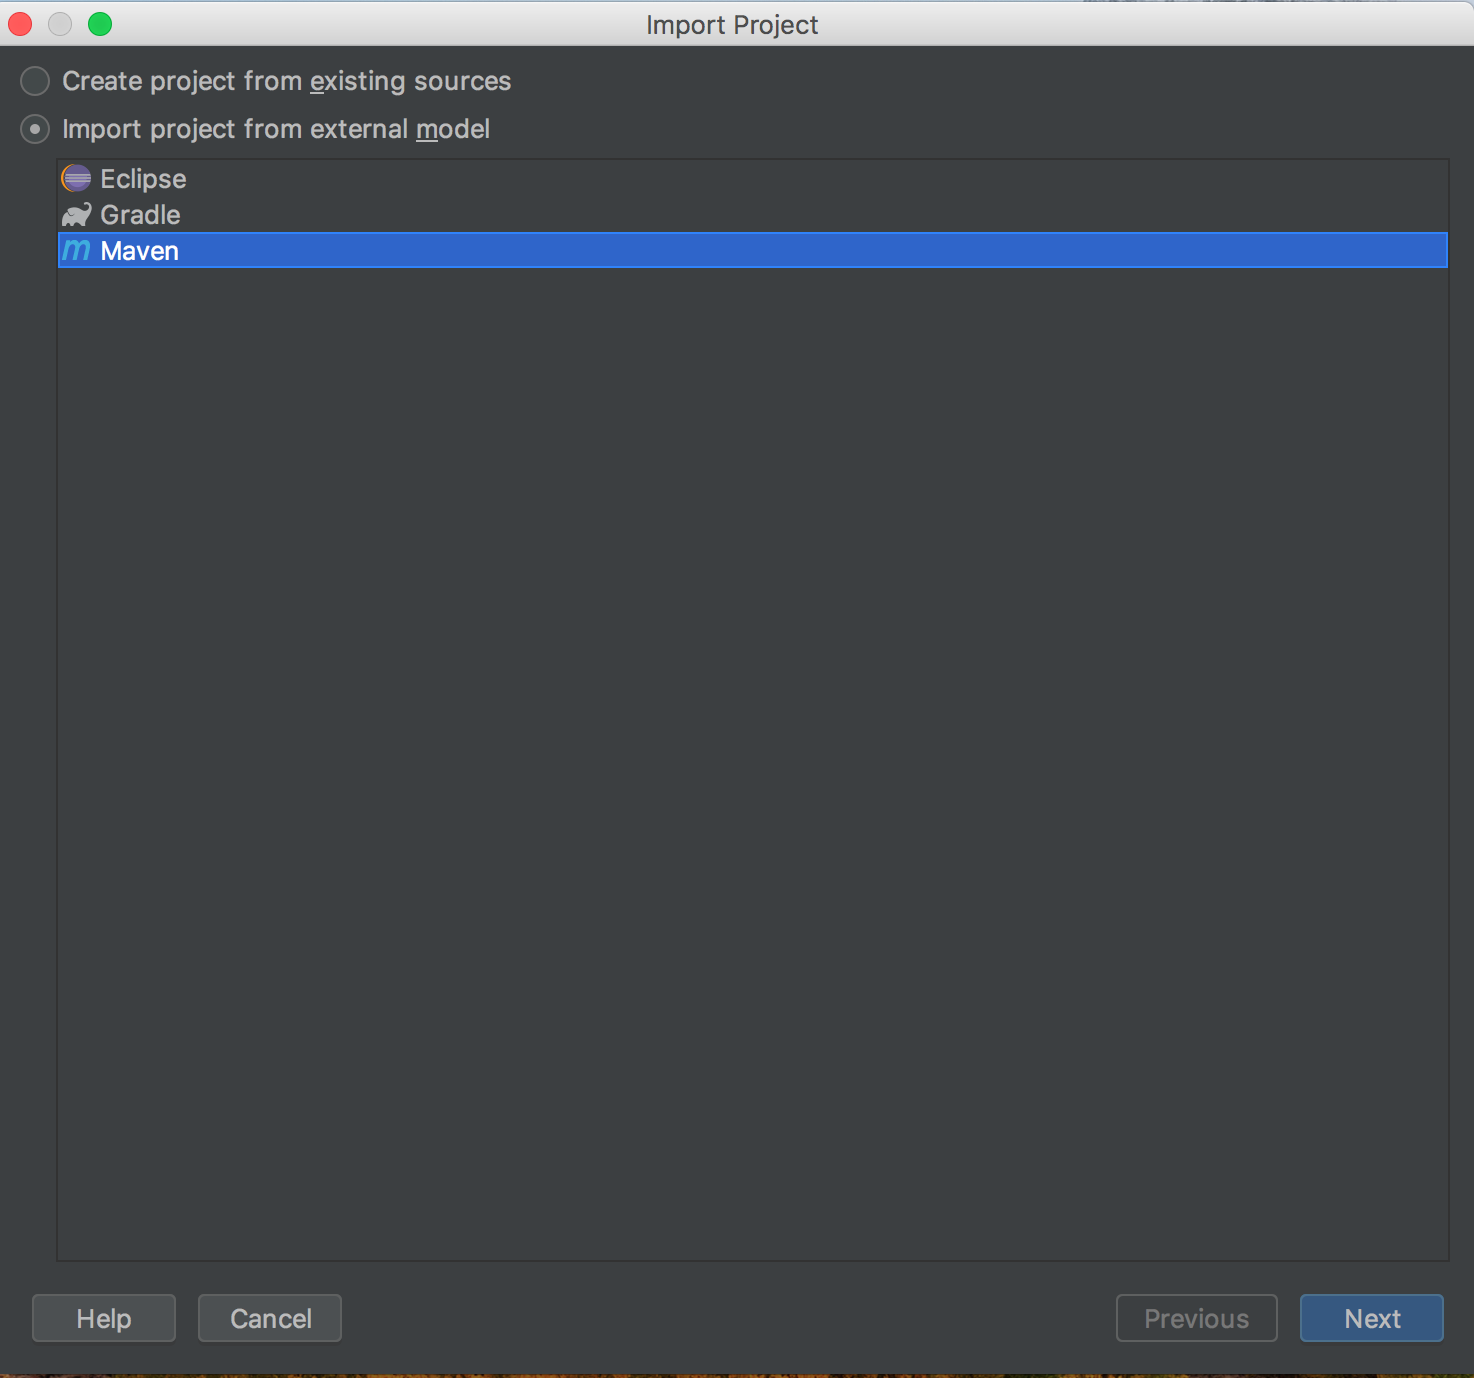 Import Project
Create project from existing sources
Import project from external model
Eclipse
Gradle
m Maven
Help Cancel Previous Next